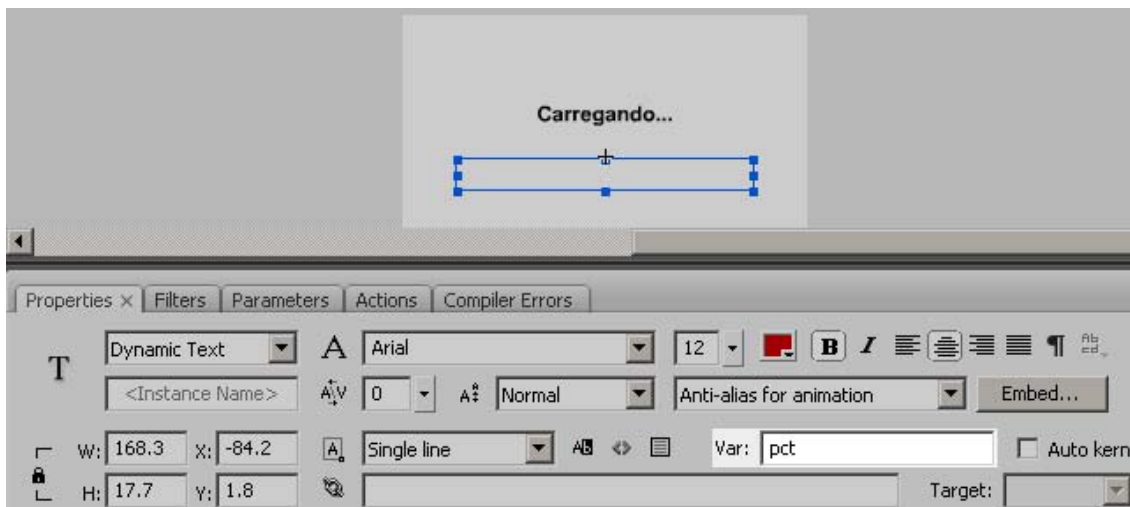 Carregando...
Properties × Filters Parameters Actions Compiler Errors
T Dynamic Text A Arial 12 B I ¶
<Instance Name> A|V 0 Normal Anti-alias for animation Embed...
W: 168.3 X: -84.2 Single line Var: pct Auto kern
H: 17.7 Y: 1.8 Target: